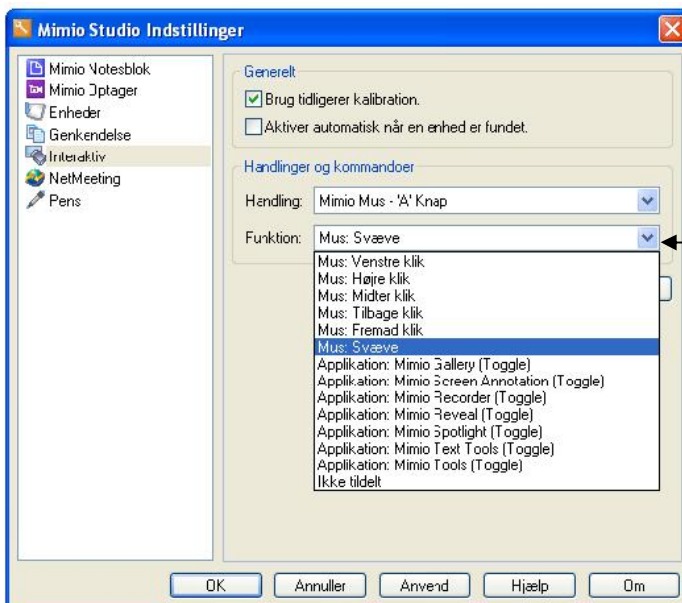 Mimio Studio Indstillinger
Mimio Notesblok
Mimio Optager
Enheder
Genkendelse
Interaktiv
NetMeeting
Pens
Generelt
Brug tidligerer kalibration.
Aktiver automatisk når en enhed er fundet.
Handlinger og kommandoer
Handling: Mimio Mus - 'A' Knap
Funktion: Mus: Svæve
Mus: Venstre klik
Mus: Højre klik
Mus: Midter klik
Mus: Tilbage klik
Mus: Fremad klik
Mus: Svæve
Applikation: Mimio Gallery (Toggle)
Applikation: Mimio Screen Annotation (Toggle)
Applikation: Mimio Recorder (Toggle)
Applikation: Mimio Reveal (Toggle)
Applikation: Mimio Spotlight (Toggle)
Applikation: Mimio Text Tools (Toggle)
Applikation: Mimio Tools (Toggle)
Ikke tildelt
OK Annuller Anvend Hjælp Om